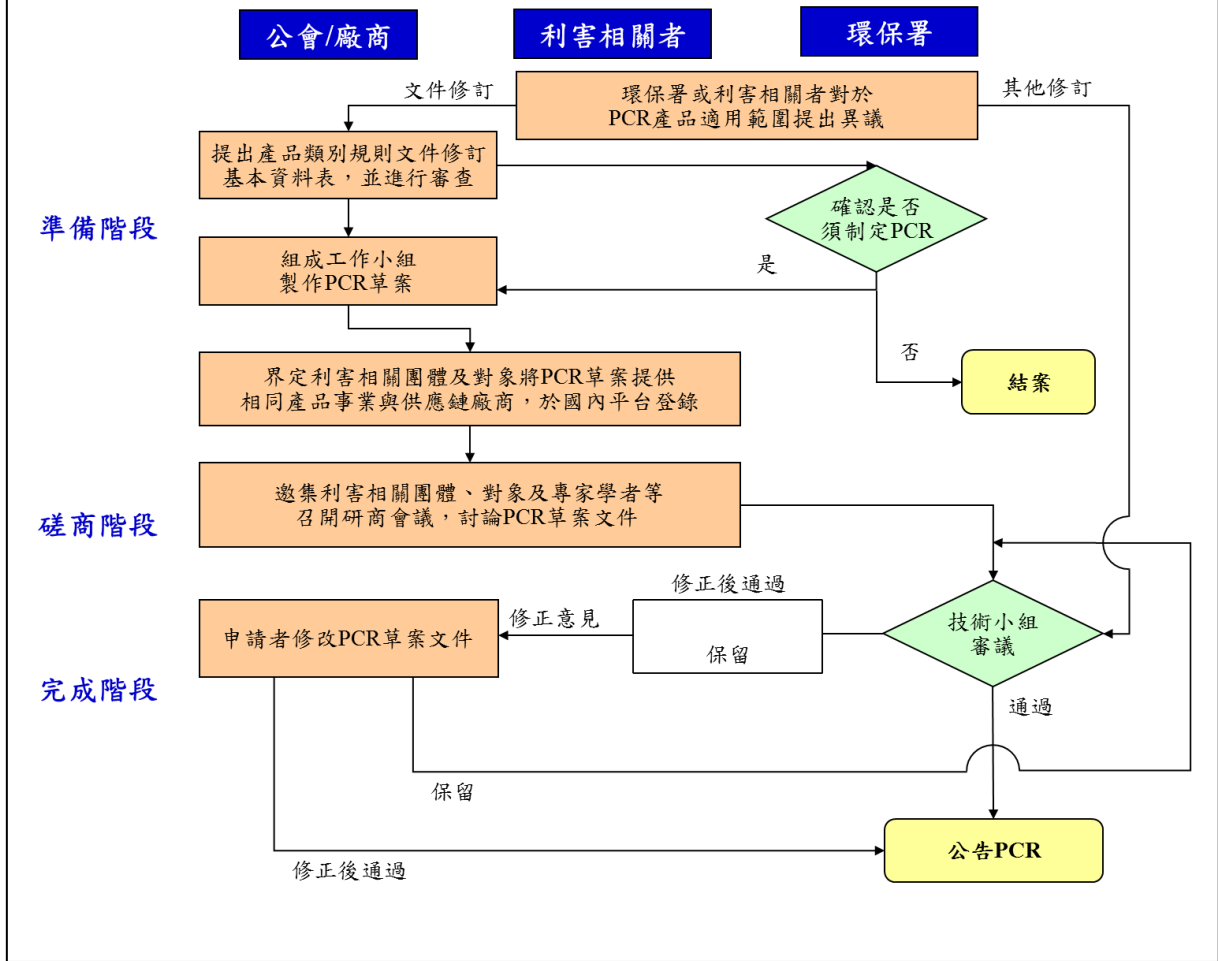 公會/廠商
利害相關者
環保署
文件修訂
環保署或利害相關者對於
PCR產品適用範圍提出異議
其他修訂
提出產品類別規則文件修訂
基本資料表，並進行審查
確認是否
須制定PCR
準備階段
組成工作小組
製作PCR草案
是
否
結案
界定利害相關團體及對象將PCR草案提供
相同產品事業與供應鏈廠商，於國內平台登錄
磋商階段
邀集利害相關團體、對象及專家學者等
召開研商會議，討論PCR草案文件
修正後通過
修正意見
保留
技術小組
審議
申請者修改PCR草案文件
完成階段
通過
保留
公告PCR
修正後通過